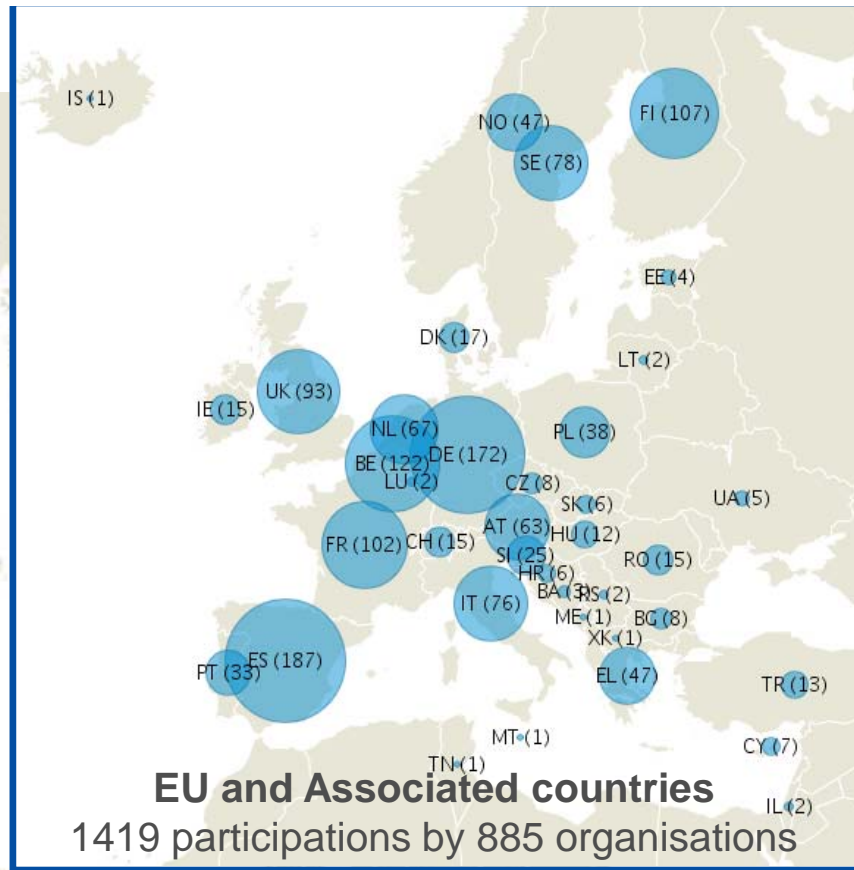 IS (1)
NO (47)
FI (107)
SE (78)
EE (4)
DK (17)
LT (2)
UK (93)
IE (15)
NL (67)
PL (38)
BE (122)
DE (172)
LU (2)
CZ (8)
SK (6)
UA (5)
AT (63)
HU (12)
FR (102)
CH (15)
SI (25)
RO (15)
HR (6)
BA (3)
RS (2)
IT (76)
ME (1)
BG (8)
XK (1)
ES (187)
PT (33)
EL (47)
TR (13)
MT (1)
CY (7)
TN (1)
EU and Associated countries
IL (2)
1419 participations by 885 organisations